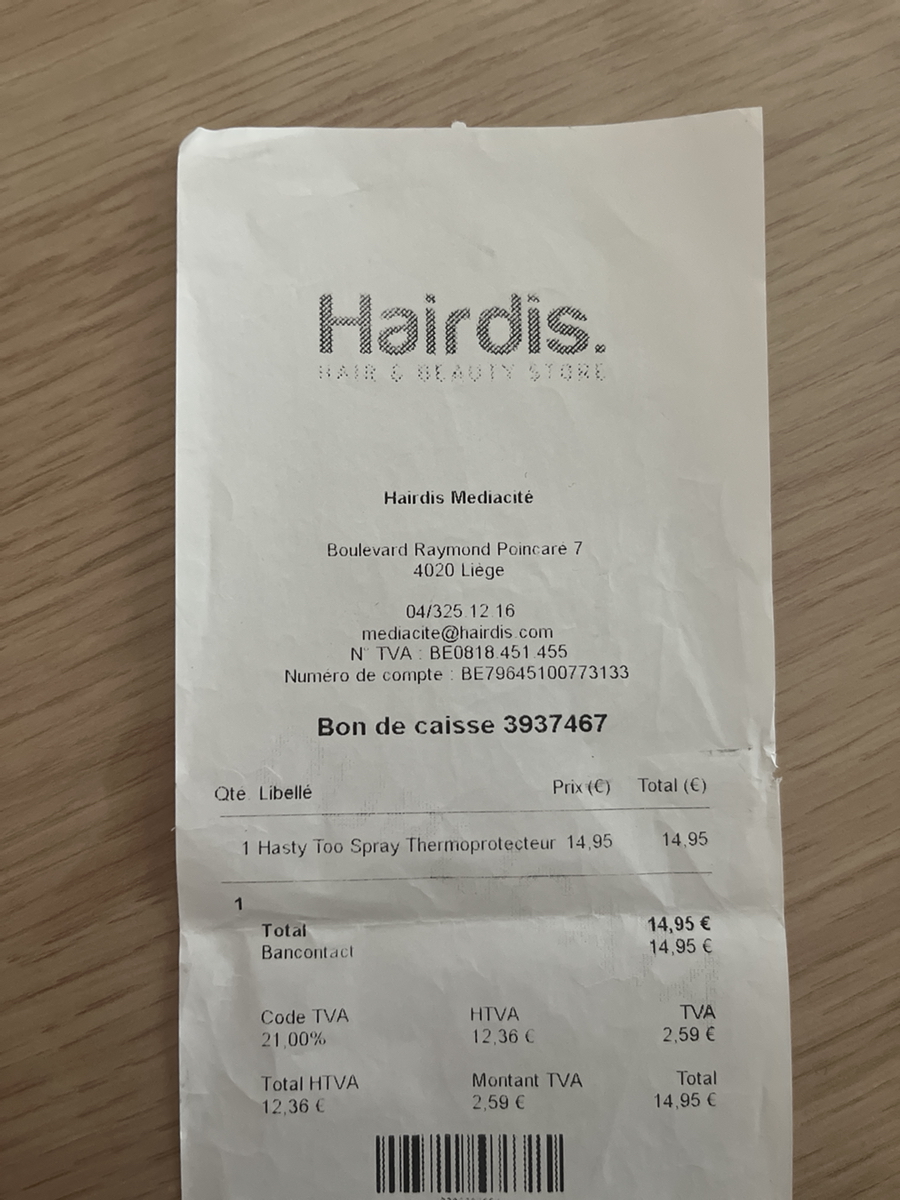 Hairdis.
HAIR & BEAUTY STORE
Hairdis Mediacité
Boulevard Raymond Poincaré 7
4020 Liège
04/325.12.16
mediacite@hairdis.com
N° TVA : BE0818.451.455
Numéro de compte : BE79645100773133
Bon de caisse 3937467
Qté. Libellé Prix (€) Total (€)
1 Hasty Too Spray Thermoprotecteur 14,95 14,95
1
Total 14,95 €
Bancontact 14,95 €
Code TVA HTVA TVA
21,00% 12,36 € 2,59 €
Total HTVA Montant TVA Total
12,36 € 2,59 € 14,95 €